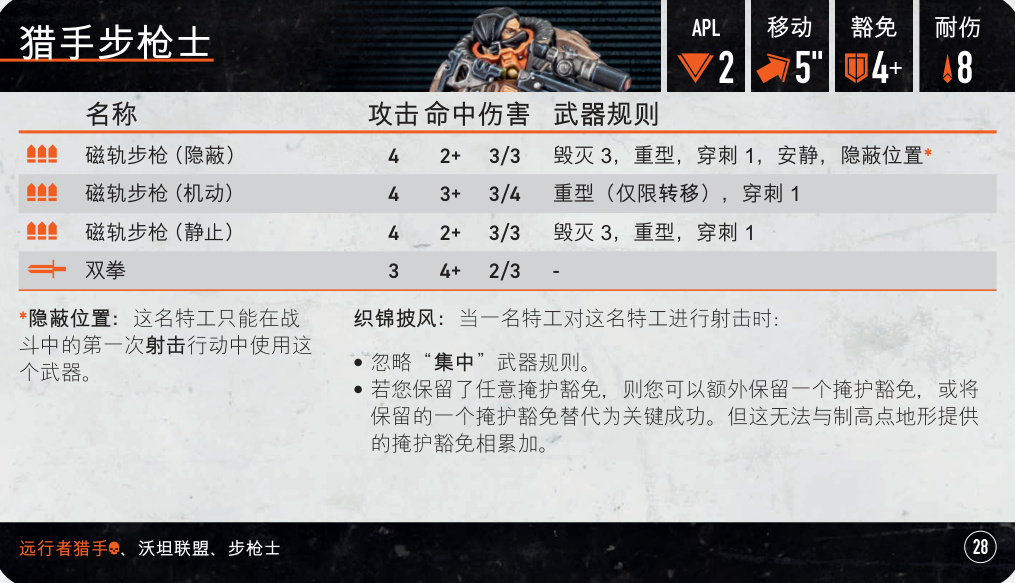 猎手步枪士
APL 移动 豁免 耐伤
2 5" 4+ 8
名称 攻击 命中 伤害 武器规则
磁轨步枪（隐蔽） 4 2+ 3/3 毁灭 3，重型，穿刺 1，安静，隐蔽位置*
磁轨步枪（机动） 4 3+ 3/4 重型（仅限转移），穿刺 1
磁轨步枪（静止） 4 2+ 3/3 毁灭 3，重型，穿刺 1
双拳 3 4+ 2/3 -
*隐蔽位置：这名特工只能在战
斗中的第一次射击行动中使用这
个武器。
织锦披风：当一名特工对这名特工进行射击时：
• 忽略“集中”武器规则。
• 若您保留了任意掩护豁免，则您可以额外保留一个掩护豁免，或将
保留的一个掩护豁免替代为关键成功。但这无法与制高点地形提供
的掩护豁免相累加。
远行者猎手、沃坦联盟、步枪士
28